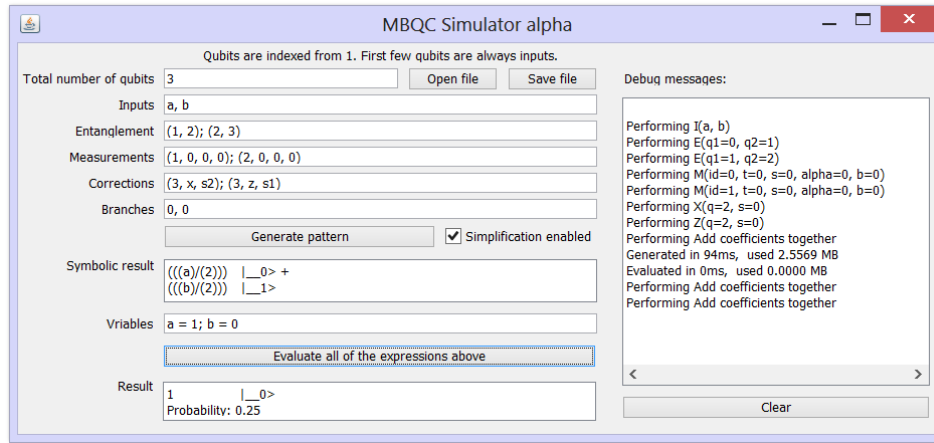 MBQC Simulator alpha
Qubits are indexed from 1. First few qubits are always inputs.
Total number of qubits 3 Open file Save file
Inputs a, b
Entanglement (1, 2); (2, 3)
Measurements (1, 0, 0, 0); (2, 0, 0, 0)
Corrections (3, x, s2); (3, z, s1)
Branches 0, 0
Generate pattern Simplification enabled
Symbolic result (((a)/(2))) |__0> +
(((b)/(2))) |__1>
Vriables a = 1; b = 0
Evaluate all of the expressions above
Result 1 |__0>
Probability: 0.25
Debug messages:
Performing I(a, b)
Performing E(q1=0, q2=1)
Performing E(q1=1, q2=2)
Performing M(id=0, t=0, s=0, alpha=0, b=0)
Performing M(id=1, t=0, s=0, alpha=0, b=0)
Performing X(q=2, s=0)
Performing Z(q=2, s=0)
Performing Add coefficients together
Generated in 94ms, used 2.5569 MB
Evaluated in 0ms, used 0.0000 MB
Performing Add coefficients together
Performing Add coefficients together
Clear